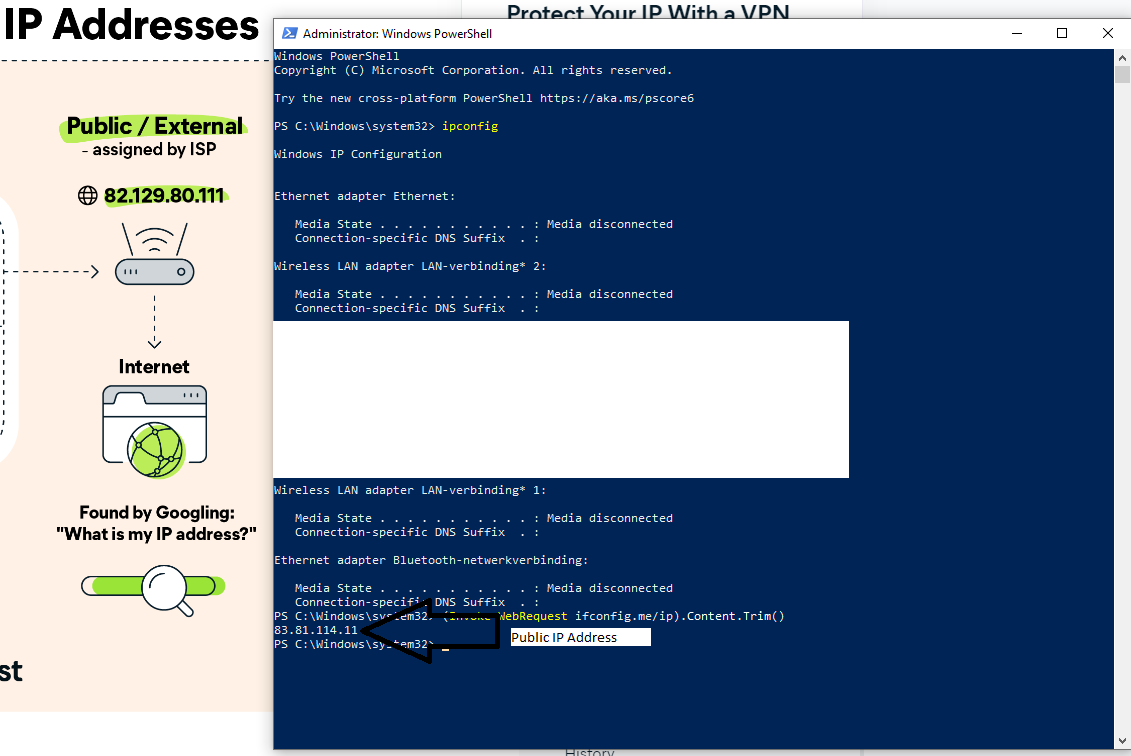 IP Addresses
Protect Your IP With a VPN
Public / External
- assigned by ISP
82.129.80.111
Internet
Found by Googling:
"What is my IP address?"
st
Administrator: Windows PowerShell
Windows PowerShell
Copyright (C) Microsoft Corporation. All rights reserved.
Try the new cross-platform PowerShell https://aka.ms/pscore6
PS C:\Windows\system32> ipconfig
Windows IP Configuration
Ethernet adapter Ethernet:
Media State . . . . . . . . . . . : Media disconnected
Connection-specific DNS Suffix  . :
Wireless LAN adapter LAN-verbinding* 2:
Media State . . . . . . . . . . . : Media disconnected
Connection-specific DNS Suffix  . :
Wireless LAN adapter LAN-verbinding* 1:
Media State . . . . . . . . . . . : Media disconnected
Connection-specific DNS Suffix  . :
Ethernet adapter Bluetooth-netwerkverbinding:
Media State . . . . . . . . . . . : Media disconnected
Connection-specific DNS Suffix  . :
PS C:\Windows\system32> (Invoke-WebRequest ifconfig.me/ip).Content.Trim()
83.81.114.11
Public IP Address
PS C:\Windows\system32>
History